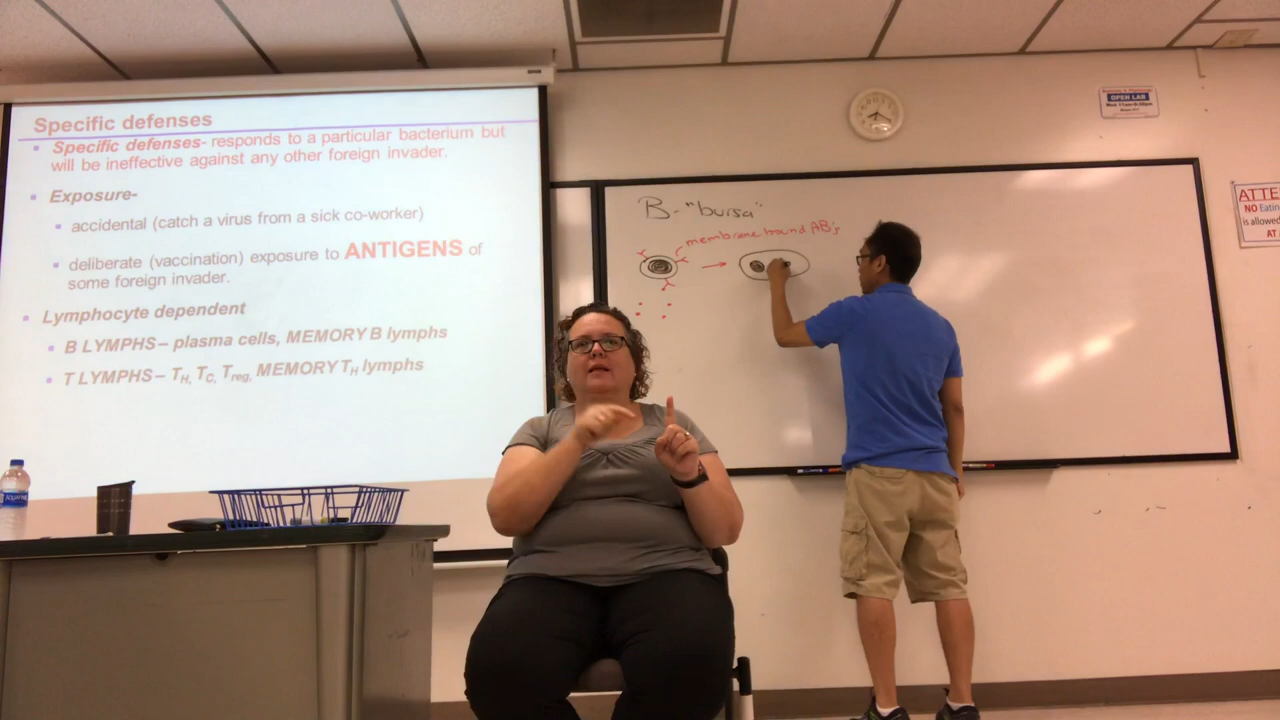 Specific defenses
Specific defenses- responds to a particular bacterium but
will be ineffective against any other foreign invader.
Exposure-
accidental (catch a virus from a sick co-worker)
deliberate (vaccination) exposure to ANTIGENS of
some foreign invader.
Lymphocyte dependent
B LYMPHS – plasma cells, MEMORY B lymphs
T LYMPHS – TH, TC, Treg, MEMORY TH lymphs
B- "bursa"
membrane bound AB's
OPEN LAB
ATTE
NO Eatin
is allowed
AT